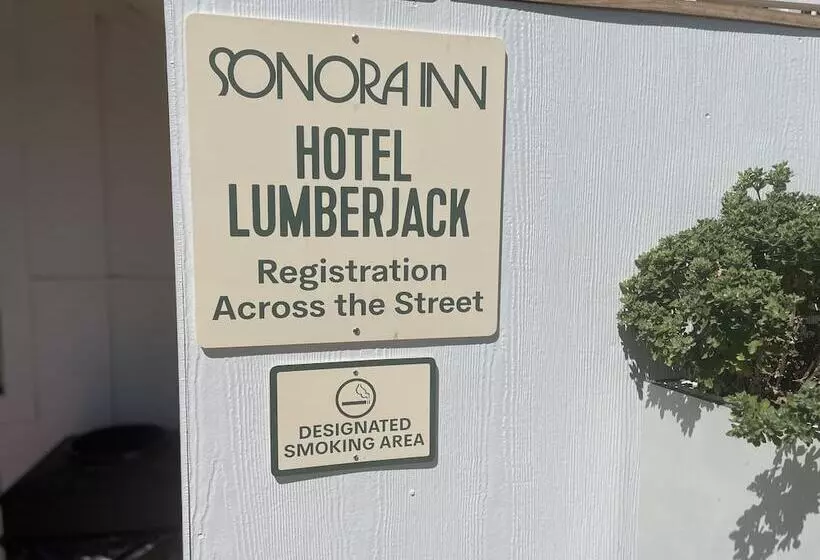 SONORA INN
HOTEL
LUMBERJACK
Registration
Across the Street
DESIGNATED
SMOKING AREA